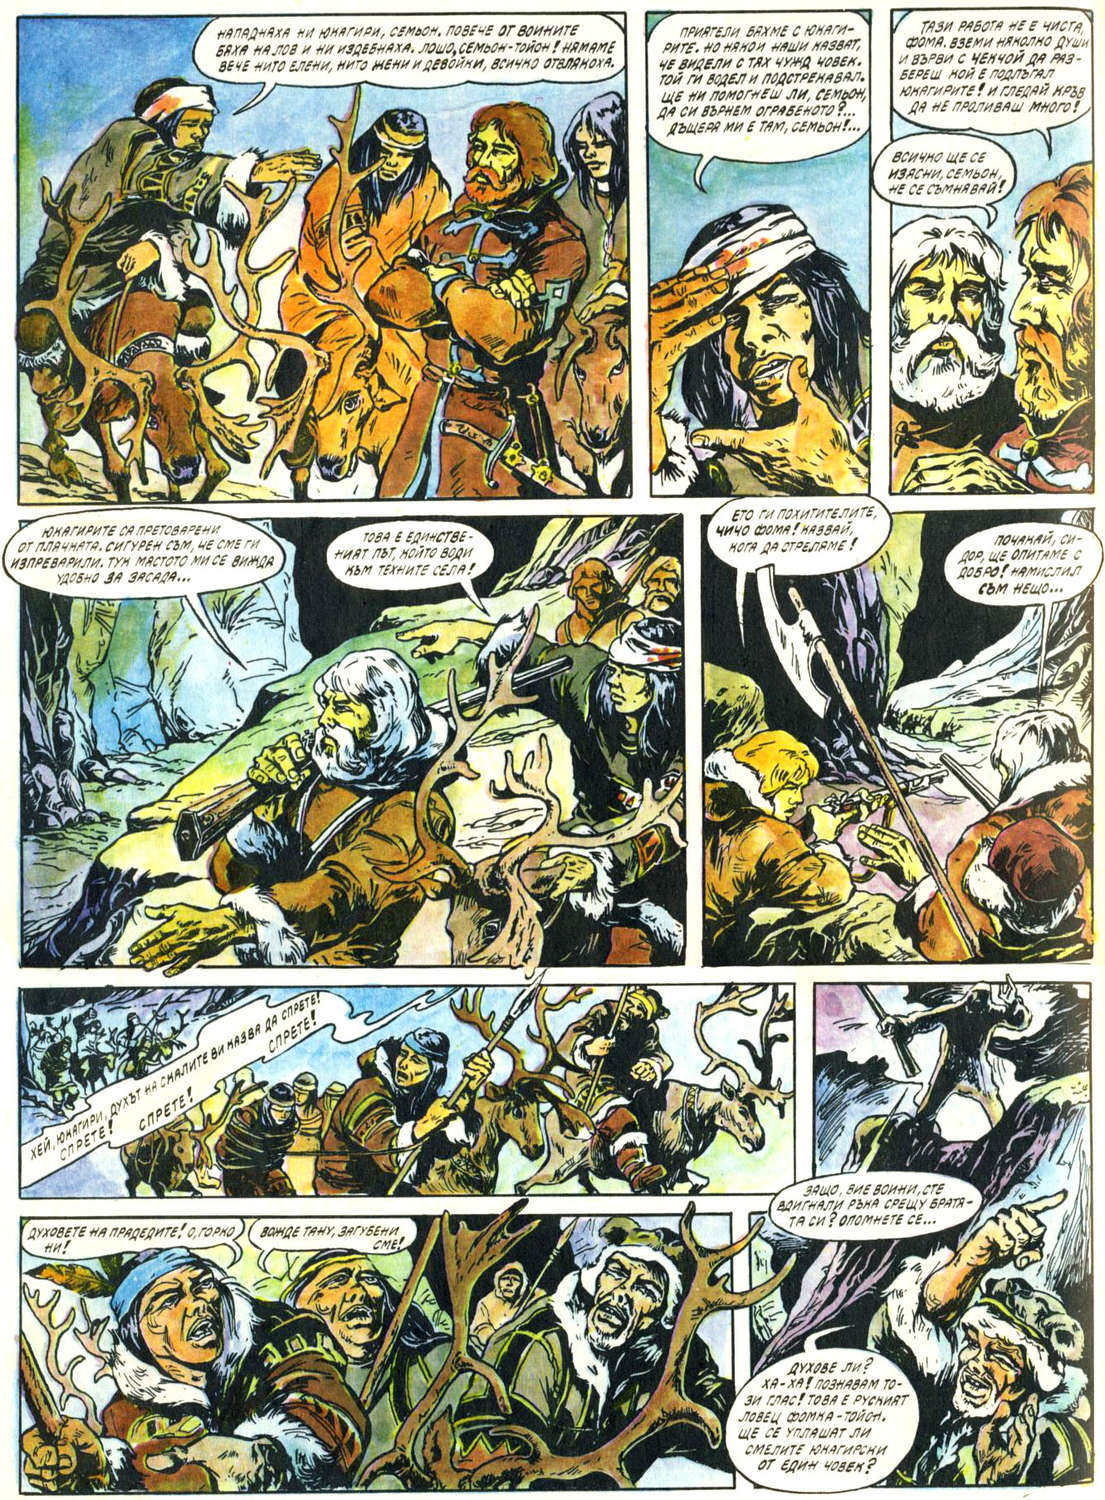 НАПАДНАХА НИ ЮКАГИРИ, СЕМЬОН. ПОВЕЧЕ ОТ ВОИНИТЕ
БЯХА НА ЛОВ И НИ ИЗДЕБНАХА. ЛОШО, СЕМЬОН-ТОЙОН! НЯМАМЕ
ВЕЧЕ НИТО ЕЛЕНИ, НИТО ЖЕНИ И ДЕВОЙКИ, ВСИЧКО ОТВЛЯКОХА.
ПРИЯТЕЛИ БЯХМЕ С ЮКАГИ-
РИТЕ. НО НЯКОИ НАШИ КАЗВАТ,
ЧЕ ВИДЕЛИ С ТЯХ ЧУЖД ЧОВЕК.
ТОЙ ГИ ВОДЕЛ И ПОДСТРЕКАВАЛ.
ЩЕ НИ ПОМОГНЕШ ЛИ, СЕМЬОН,
ДА СИ ВЪРНЕМ ОГРАБЕНОТО?...
ДЪЩЕРЯ МИ Е ТАМ, СЕМЬОН!...
ТАЗИ РАБОТА НЕ Е ЧИСТА,
ФОМА. ВЗЕМИ НЯКОЛКО ДУШИ
И ВЪРВИ С ЧЕКЧОЙ ДА РАЗ-
БЕРЕШ КОЙ Е ПОДЛЪГАЛ
ЮКАГИРИТЕ! И ГЛЕДАЙ КРЪВ
ДА НЕ ПРОЛИВАШ МНОГО!
ВСИЧКО ЩЕ СЕ
ИЗЯСНИ, СЕМЬОН,
НЕ СЕ СЪМНЯВАЙ!
ЮКАГИРИТЕ СА ПРЕТОВАРЕНИ
ОТ ПЛЯЧКАТА. СИГУРЕН СЪМ, ЧЕ СМЕ ГИ
ИЗПРЕВАРИЛИ. ТУК МЯСТОТО МИ СЕ ВИЖДА
УДОБНО ЗА ЗАСАДА...
ТОВА Е ЕДИНСТВЕ-
НИЯТ ПЪТ, КОЙТО ВОДИ
КЪМ ТЕХНИТЕ СЕЛА!
ЕТО ГИ ПОХИТИТЕЛИТЕ,
ЧИЧО ФОМА! КАЗВАЙ,
КОГА ДА СТРЕЛЯМЕ!
ПОЧАКАЙ, СИ-
ДОР, ЩЕ ОПИТАМЕ С
ДОБРО! НАМИСЛИЛ
СЪМ НЕЩО...
ХЕЙ, ЮКАГИРИ, ДУХЪТ НА СКАЛИТЕ ВИ КАЗВА ДА СПРЕТЕ!
СПРЕТЕ! СПРЕТЕ! СПРЕТЕ!
ДУХОВЕТЕ НА ПРАДЕДИТЕ! О, ГОРКО
НИ!
ВОЖДЕ ТАНУ, ЗАГУБЕНИ
СМЕ!
ЗАЩО, ВИЕ ВОИНИ, СТЕ
ВДИГНАЛИ РЪКА СРЕЩУ БРАТЯ-
ТА СИ? ОПОМНЕТЕ СЕ...
ДУХОВЕ ЛИ?
ХА-ХА! ПОЗНАВАМ ТО-
ЗИ ГЛАС! ТОВА Е РУСКИЯТ
ЛОВЕЦ ФОМКА-ТОЙОН.
ЩЕ СЕ УПЛАШАТ ЛИ
СМЕЛИТЕ ЮКАГИРСКИ
ОТ ЕДИН ЧОВЕК?